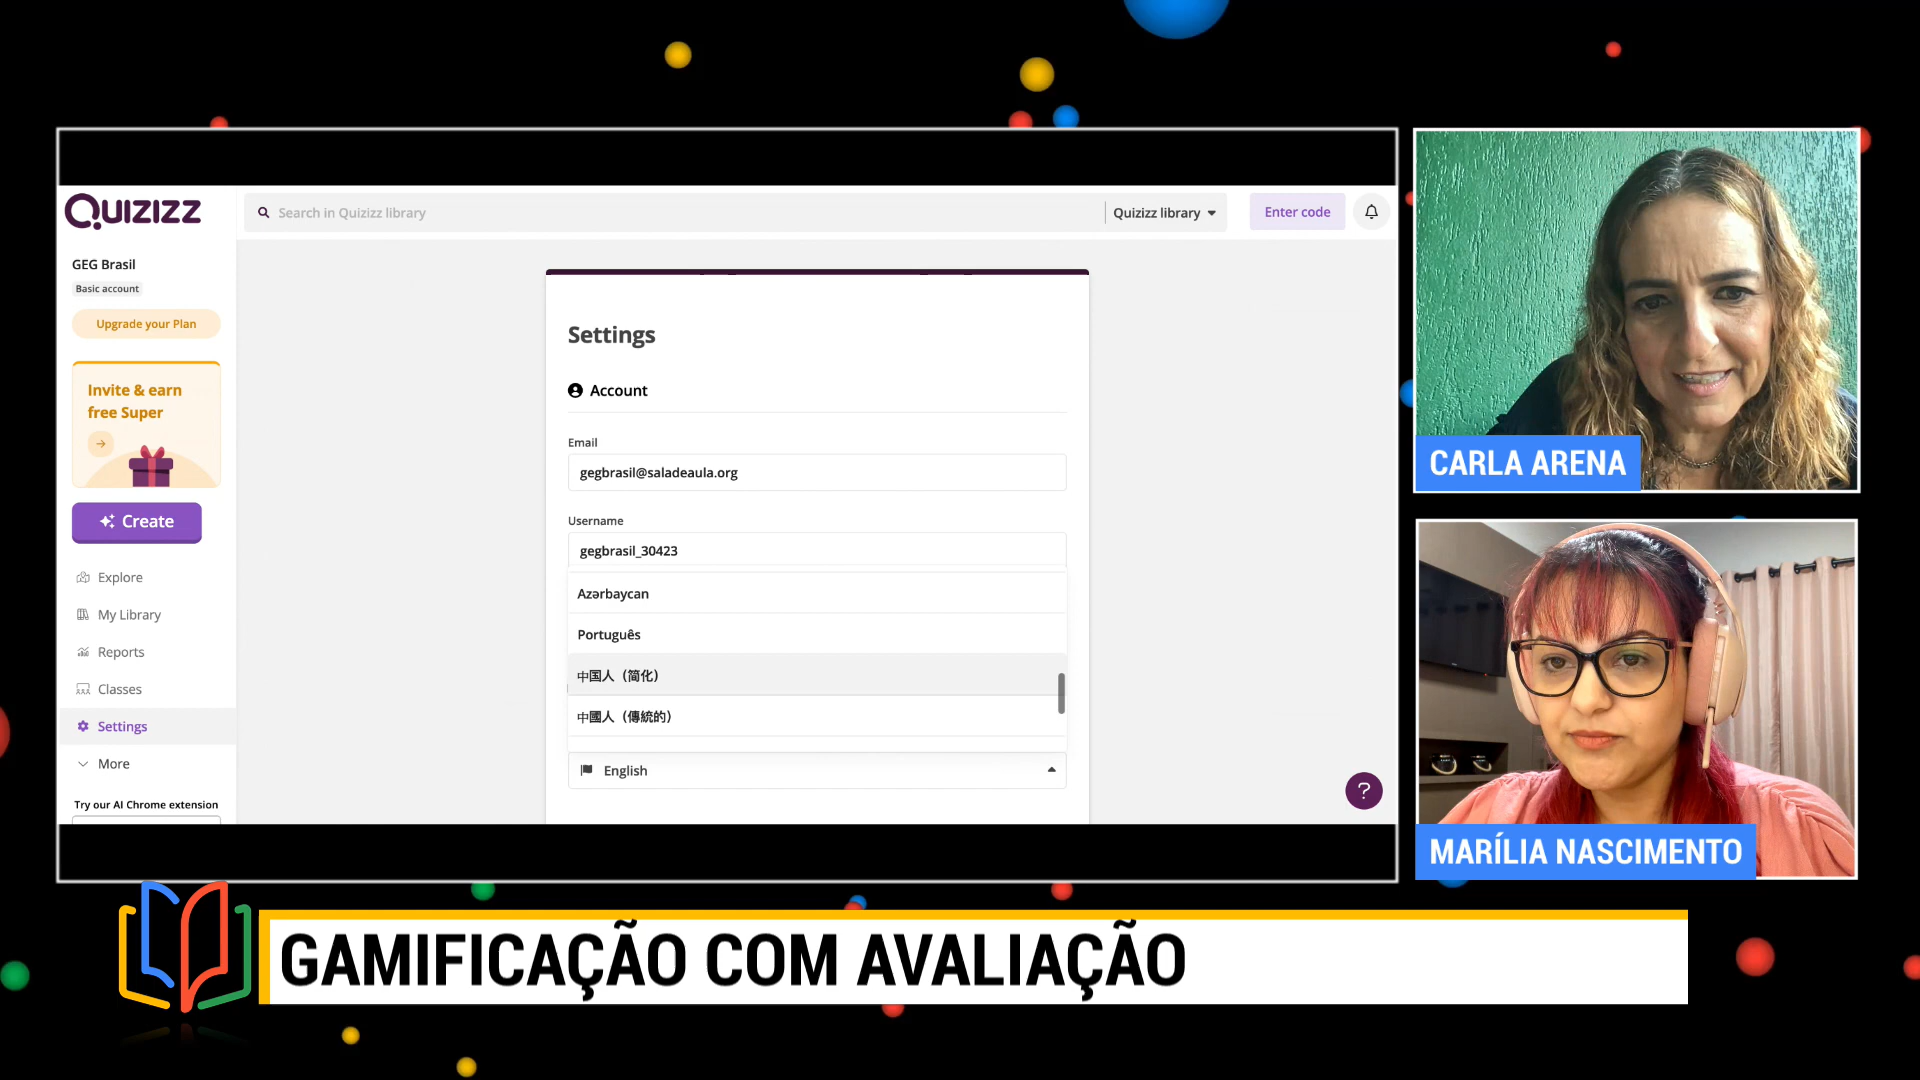 Quizizz
Search in Quizizz library
Quizizz library
Enter code
GEG Brasil
Basic account
Upgrade your Plan
Invite & earn
free Super
Create
Explore
My Library
Reports
Classes
Settings
More
Try our AI Chrome extension
Settings
Account
Email
gegbrasil@saladeaula.org
Username
gegbrasil_30423
Azərbaycan
Português
中国人（简化）
中國人（傳統的）
English
?
CARLA ARENA
MARÍLIA NASCIMENTO
GAMIFICAÇÃO COM AVALIAÇÃO